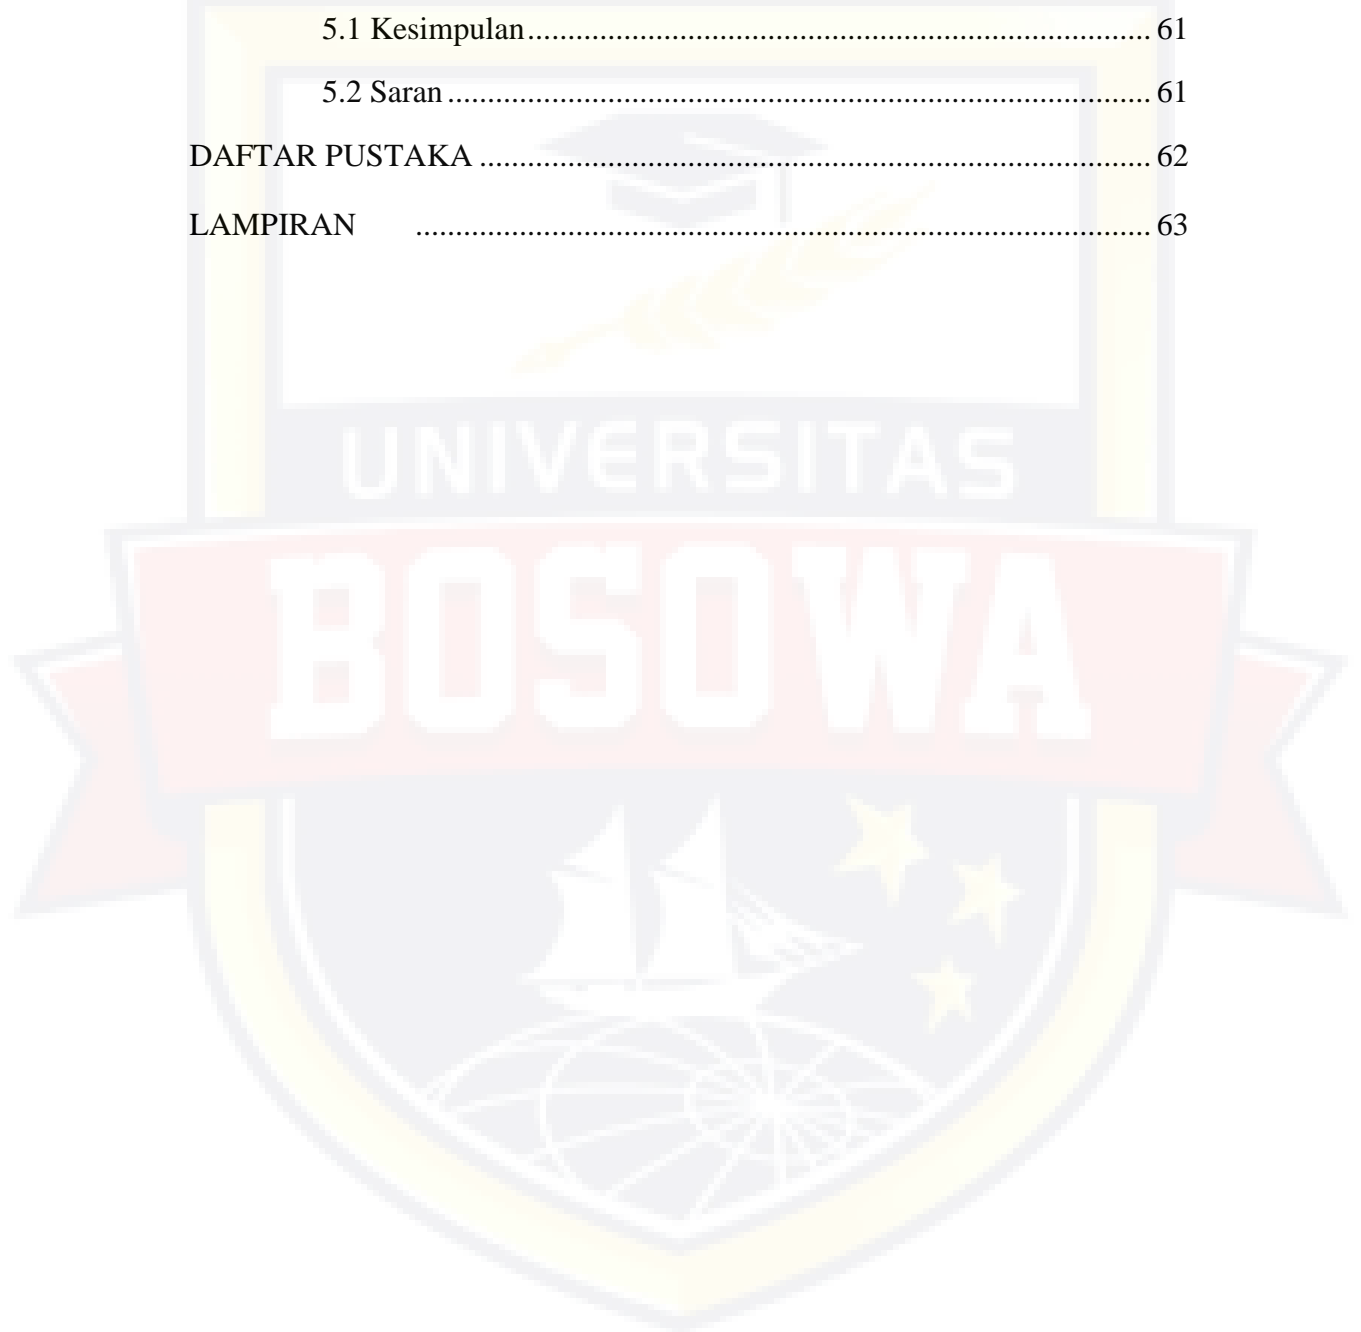 5.1 Kesimpulan.............................................................................. 61
5.2 Saran ........................................................................................ 61
DAFTAR PUSTAKA .................................................................................... 62
LAMPIRAN ............................................................................................ 63
UNIVERSITAS
BOSOWA